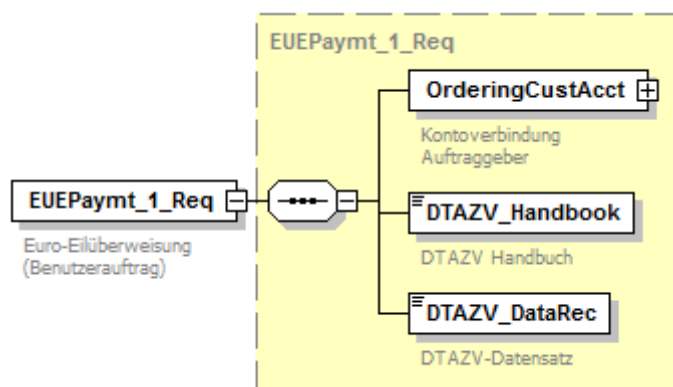 EUEPaymt_1_Req
OrderingCustAcct
Kontoverbindung
Auftraggeber
EUEPaymt_1_Req
Euro-Eilüberweisung
(Benutzerauftrag)
DTAZV_Handbook
DTAZV Handbuch
DTAZV_DataRec
DTAZV-Datensatz